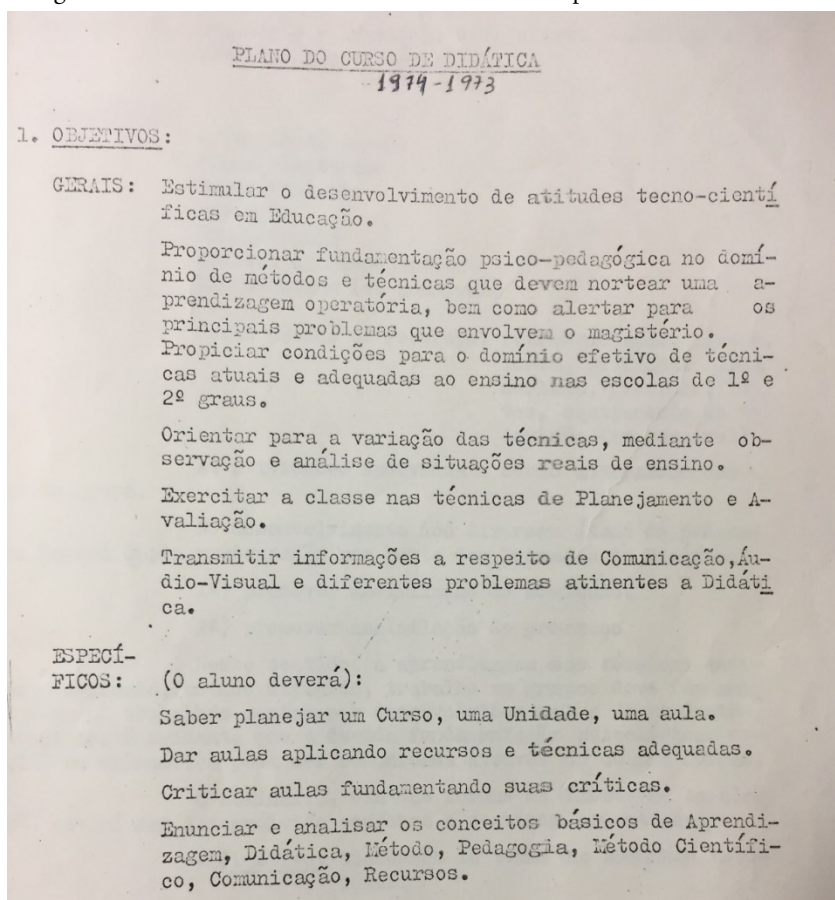 PLANO DO CURSO DE DIDÁTICA
1974-1973
1. OBJETIVOS:
GERAIS: Estimular o desenvolvimento de atitudes tecno-cientí
ficas em Educação.
Proporcionar fundamentação psico-pedagógica no domí-
nio de métodos e técnicas que devem nortear uma a-
prendizagem operatória, bem como alertar para os
principais problemas que envolvem o magistério.
Propiciar condições para o domínio efetivo de técni-
cas atuais e adequadas ao ensino nas escolas de 1º e
2º graus.
Orientar para a variação das técnicas, mediante ob-
servação e análise de situações reais de ensino.
Exercitar a classe nas técnicas de Planejamento e A-
valiação.
Transmitir informações a respeito de Comunicação,Áu-
dio-Visual e diferentes problemas atinentes a Didáti
ca.
ESPECÍ-
FICOS: (O aluno deverá):
Saber planejar um Curso, uma Unidade, uma aula.
Dar aulas aplicando recursos e técnicas adequadas.
Criticar aulas fundamentando suas críticas.
Enunciar e analisar os conceitos básicos de Aprendi-
zagem, Didática, Método, Pedagogia, Método Científi-
co, Comunicação, Recursos.